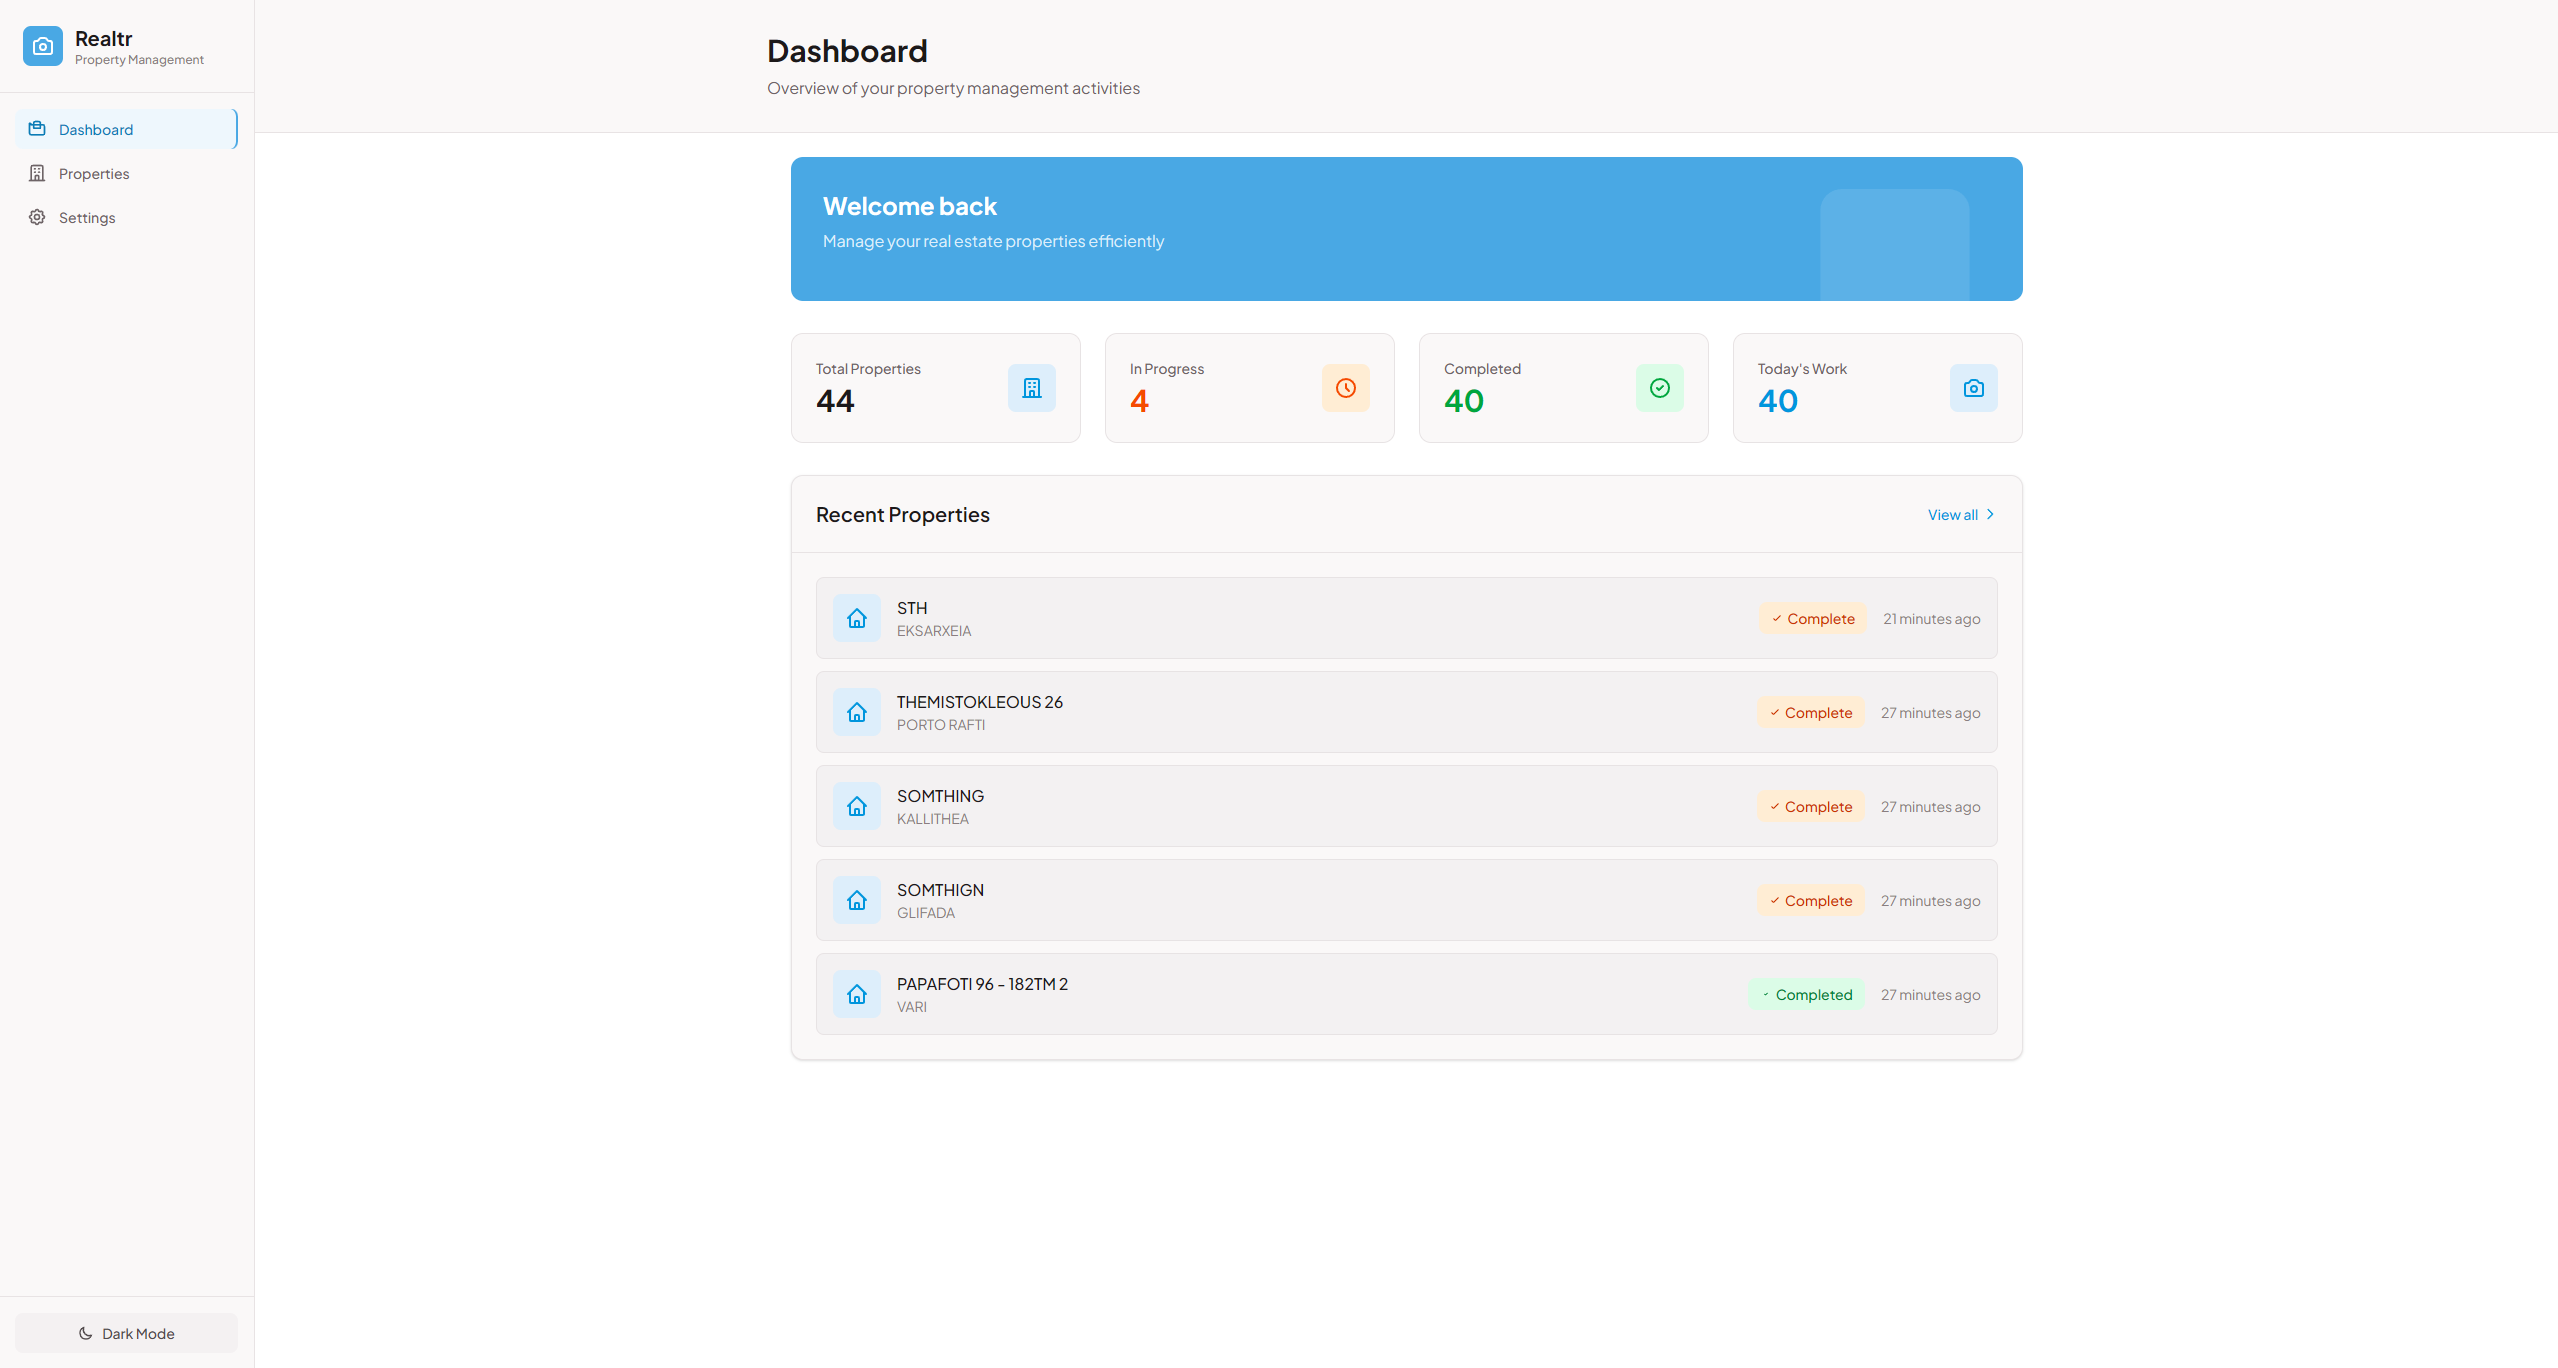 Realtr
Property Management
Dashboard
Properties
Settings
Dark Mode
Dashboard
Overview of your property management activities
Welcome back
Manage your real estate properties efficiently
Total Properties
44
In Progress
4
Completed
40
Today's Work
40
Recent Properties
View all
STH
EKSARXEIA
Complete
21 minutes ago
THEMISTOKLEOUS 26
PORTO RAFTI
Complete
27 minutes ago
SOMTHING
KALLITHEA
Complete
27 minutes ago
SOMTHIGN
GLIFADA
Complete
27 minutes ago
PAPAFOTI 96 - 182TM 2
VARI
Completed
27 minutes ago